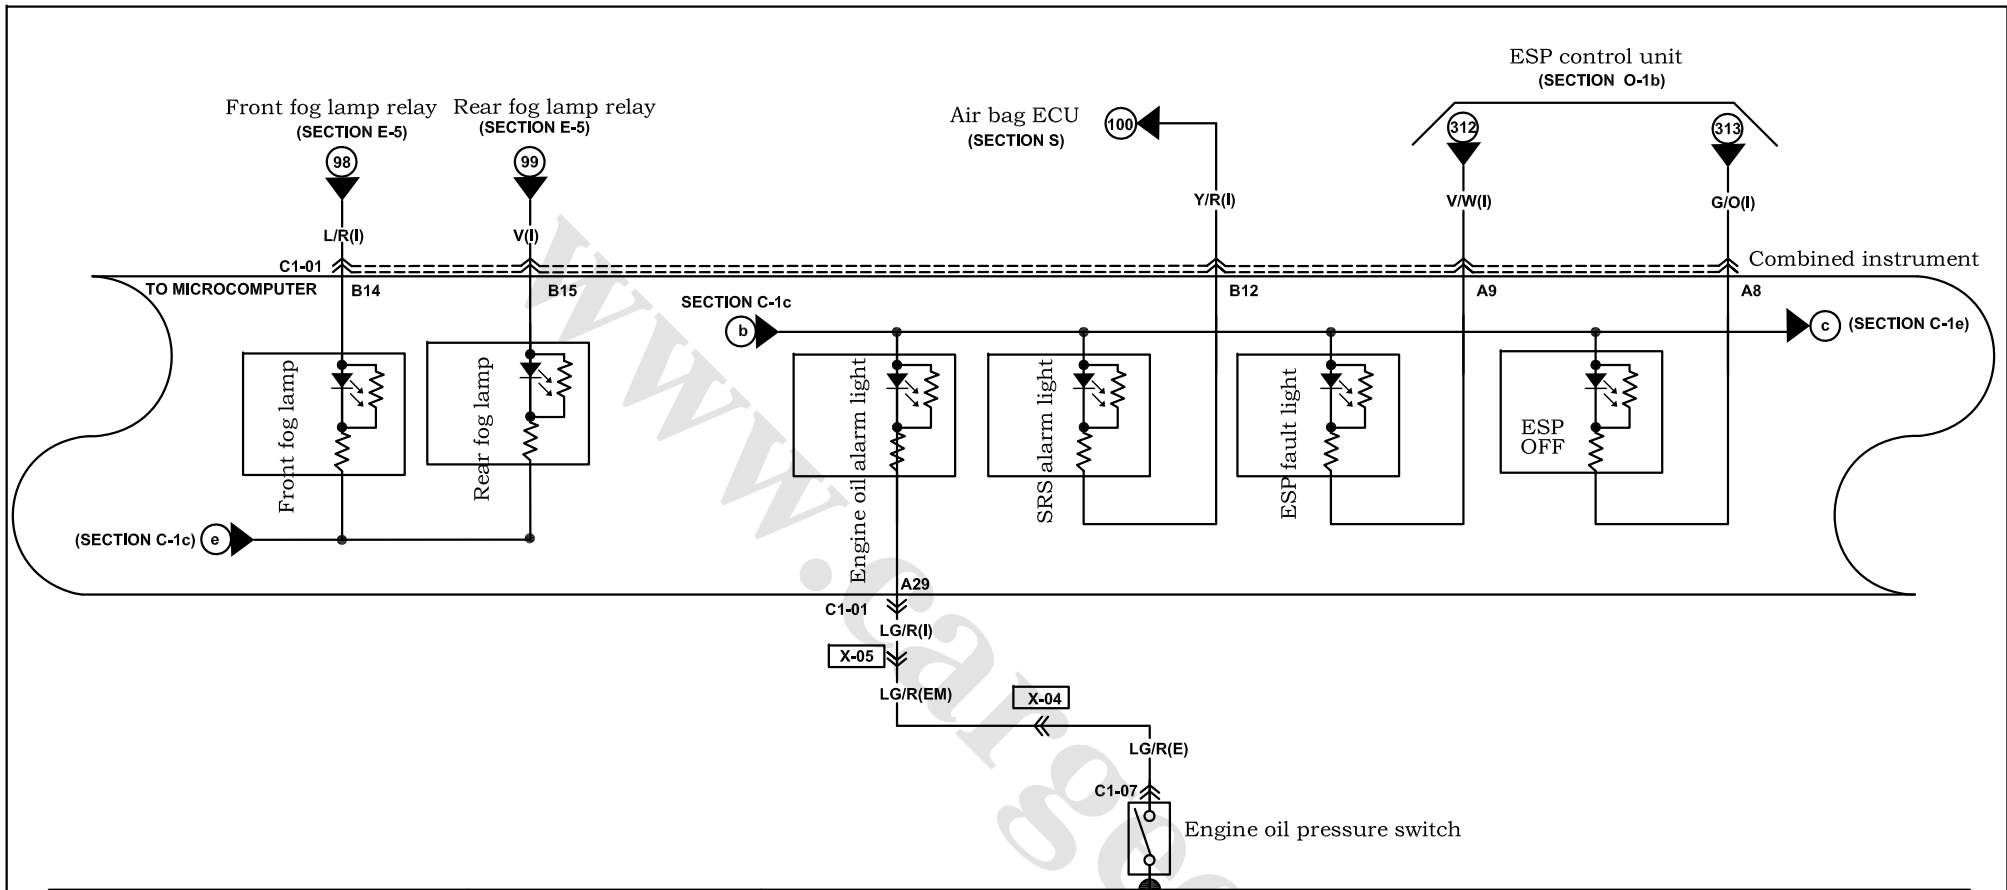 ESP control unit
(SECTION O-1b)
Front fog lamp relay
(SECTION E-5)
Rear fog lamp relay
(SECTION E-5)
Air bag ECU
(SECTION S)
98
99
100
312
313
L/R(I)
V(I)
Y/R(I)
V/W(I)
G/O(I)
C1-01
Combined instrument
TO MICROCOMPUTER
B14
B15
B12
A9
A8
SECTION C-1c
b
c
(SECTION C-1e)
Front fog lamp
Rear fog lamp
Engine oil alarm light
SRS alarm light
ESP fault light
ESP
OFF
(SECTION C-1c)
e
A29
C1-01
LG/R(I)
X-05
LG/R(EM)
X-04
LG/R(E)
C1-07
Engine oil pressure switch
www.cargeo